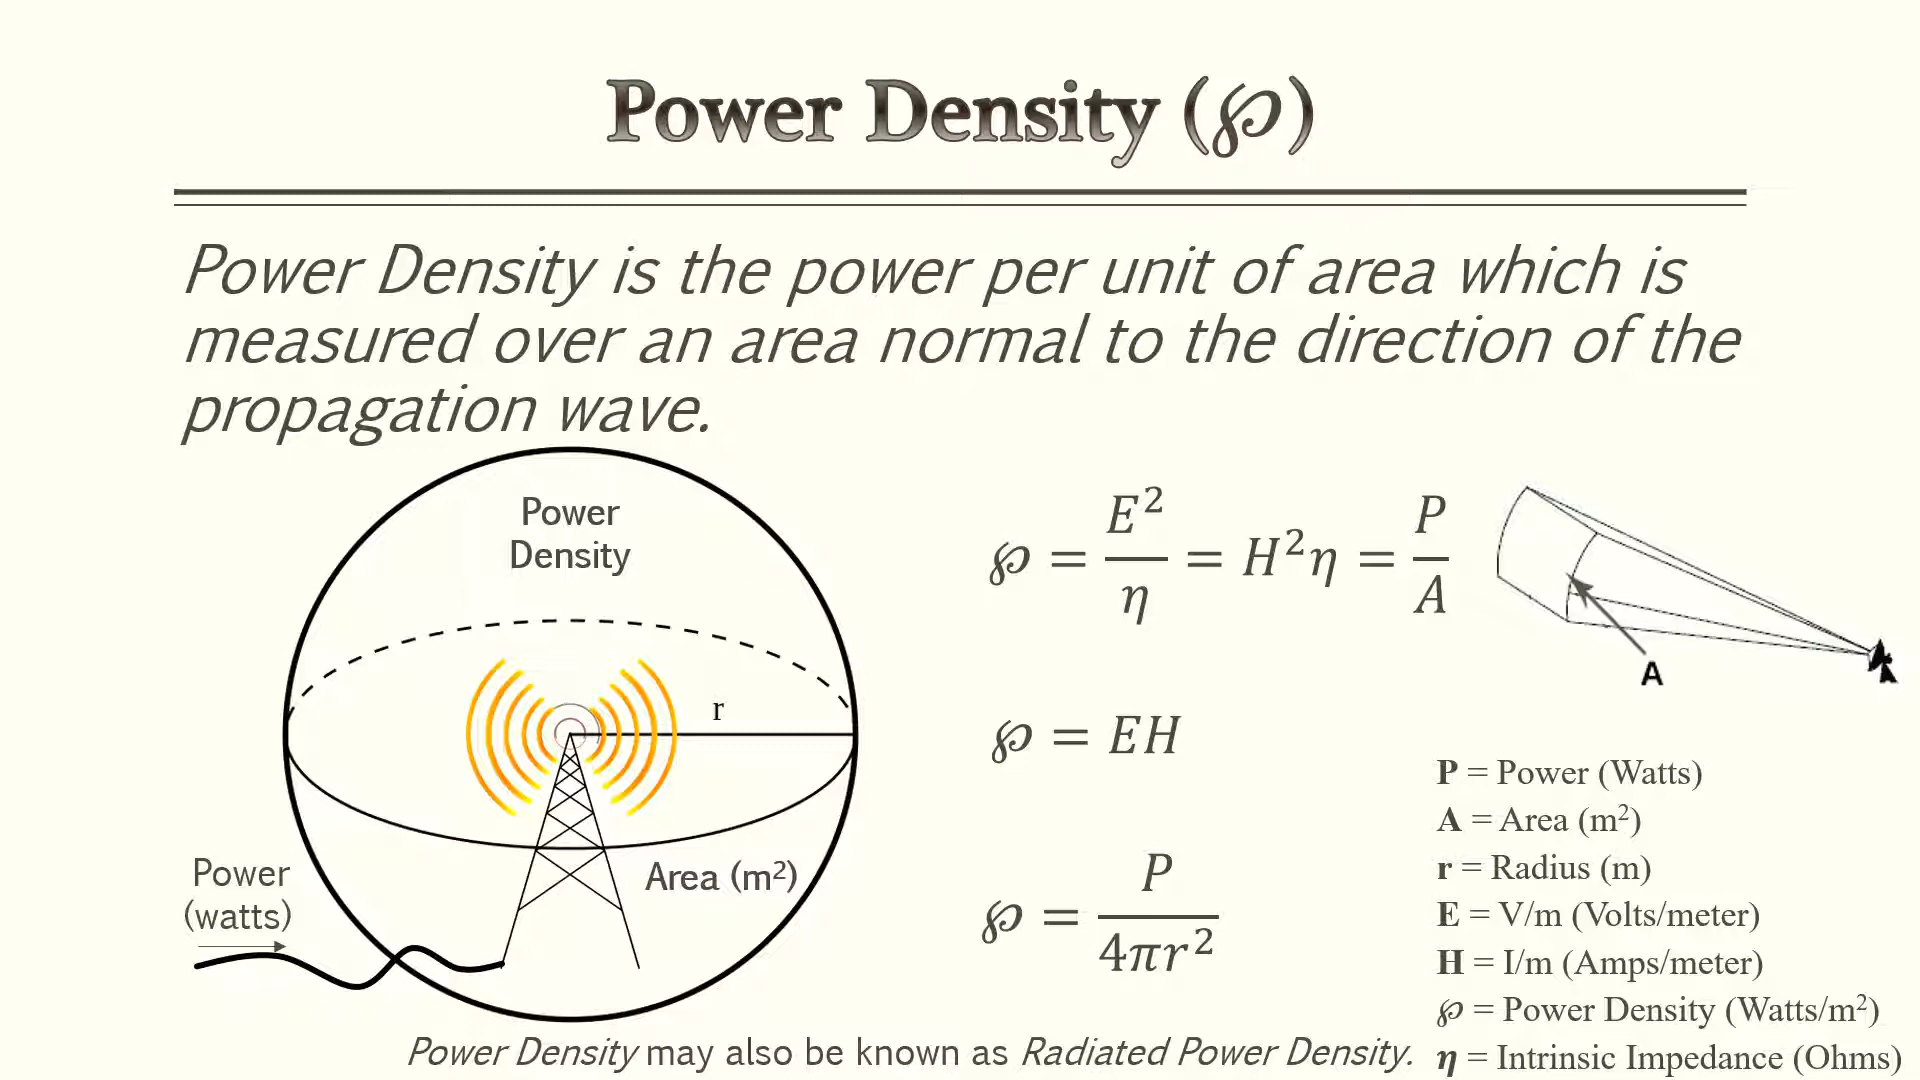 Power Density (℘)
Power Density is the power per unit of area which is
measured over an area normal to the direction of the
propagation wave.
Power
Density
r
Area (m²)
Power
(watts)
℘ = E²/η = H²η = P/A
A
℘ = EH
℘ = P/4πr²
P = Power (Watts)
A = Area (m²)
r = Radius (m)
E = V/m (Volts/meter)
H = I/m (Amps/meter)
℘ = Power Density (Watts/m²)
η = Intrinsic Impedance (Ohms)
Power Density may also be known as Radiated Power Density.